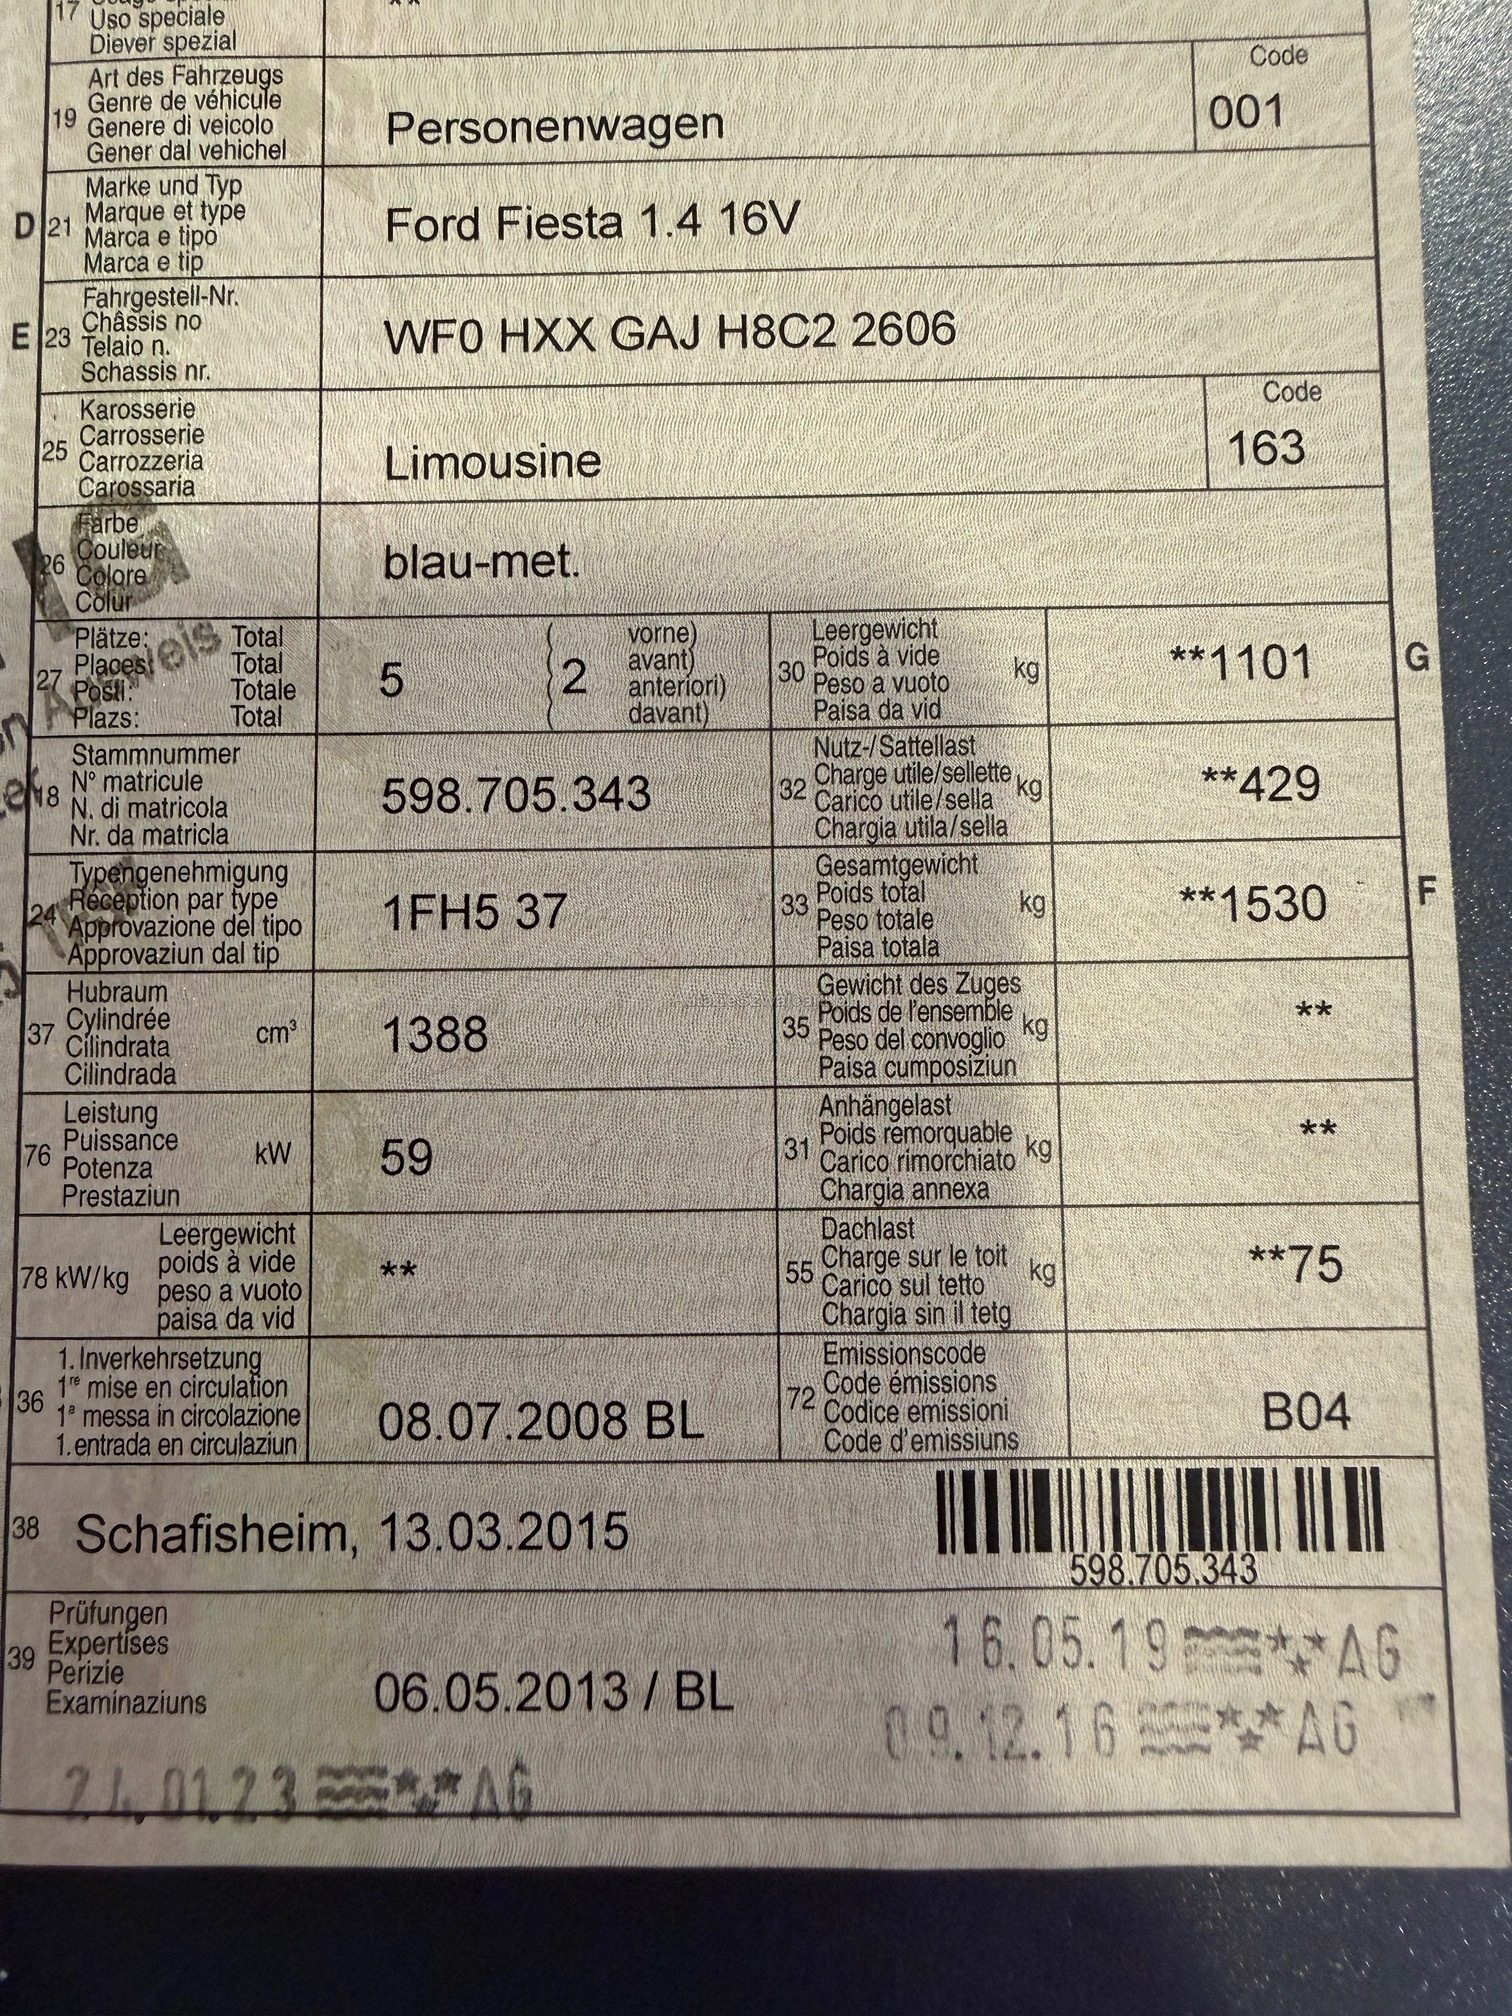 17
Uso speciale
Diever spezial
**
19
Art des Fahrzeugs
Genre de véhicule
Genere di veicolo
Gener dal vehichel
Personenwagen
Code
001
D 21
Marke und Typ
Marque et type
Marca e tipo
Marca e tip
Ford Fiesta 1.4 16V
E 23
Fahrgestell-Nr.
Châssis no
Telaio n.
Schassis nr.
WF0 HXX GAJ H8C2 2606
25
Karosserie
Carrosserie
Carrozzeria
Carossaria
Limousine
Code
163
26
Farbe
Couleur
Colore
Colur
blau-met.
27
Plätze: Total
Places: Total
Posti: Totale
Plazs: Total
5
2
vorne)
avant)
anteriori)
davant)
30
Leergewicht
Poids à vide
Peso a vuoto
Paisa da vid
kg
**1101
G
18
Stammnummer
N° matricule
N. di matricola
Nr. da matricla
598.705.343
32
Nutz-/Sattellast
Charge utile/sellette
Carico utile/sella
Chargia utila/sella
kg
**429
24
Typengenehmigung
Réception par type
Approvazione del tipo
Approvaziun dal tip
1FH5 37
33
Gesamtgewicht
Poids total
Peso totale
Paisa totala
kg
**1530
F
37
Hubraum
Cylindrée
Cilindrata
Cilindrada
cm³
1388
35
Gewicht des Zuges
Poids de l'ensemble
Peso del convoglio
Paisa cumposiziun
kg
**
76
Leistung
Puissance
Potenza
Prestaziun
kW
59
31
Anhängelast
Poids remorquable
Carico rimorchiato
Chargia annexa
kg
**
78 kW/kg
Leergewicht
poids à vide
peso a vuoto
paisa da vid
**
55
Dachlast
Charge sur le toit
Carico sul tetto
Chargia sin il tetg
kg
**75
36
1. Inverkehrsetzung
1re mise en circulation
1a messa in circolazione
1. entrada en circulaziun
08.07.2008 BL
72
Emissionscode
Code émissions
Codice emissioni
Code d'emissiuns
B04
38
Schafisheim, 13.03.2015
598.705.343
39
Prüfungen
Expertises
Perizie
Examinaziuns
06.05.2013 / BL
16.05.19 AG
09.12.16 AG
24.01.23 AG